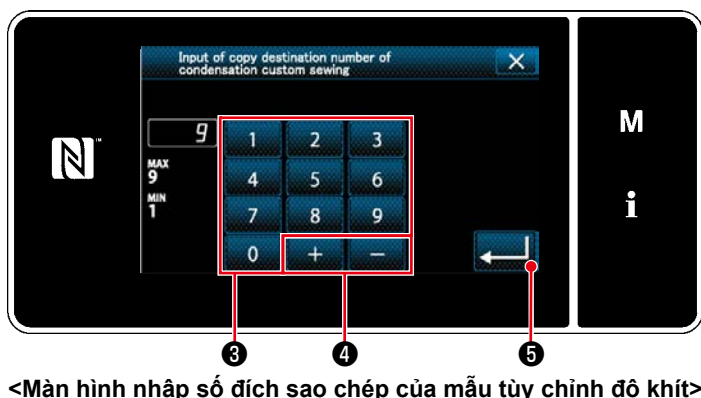 Input of copy destination number of
condensation custom sewing
9
1 2 3
M
MAX
9
4 5 6
MIN
1
7 8 9
i
0 + −
❸ ❹ ❺
<Màn hình nhập số đích sao chép của mẫu tùy chỉnh độ khít>